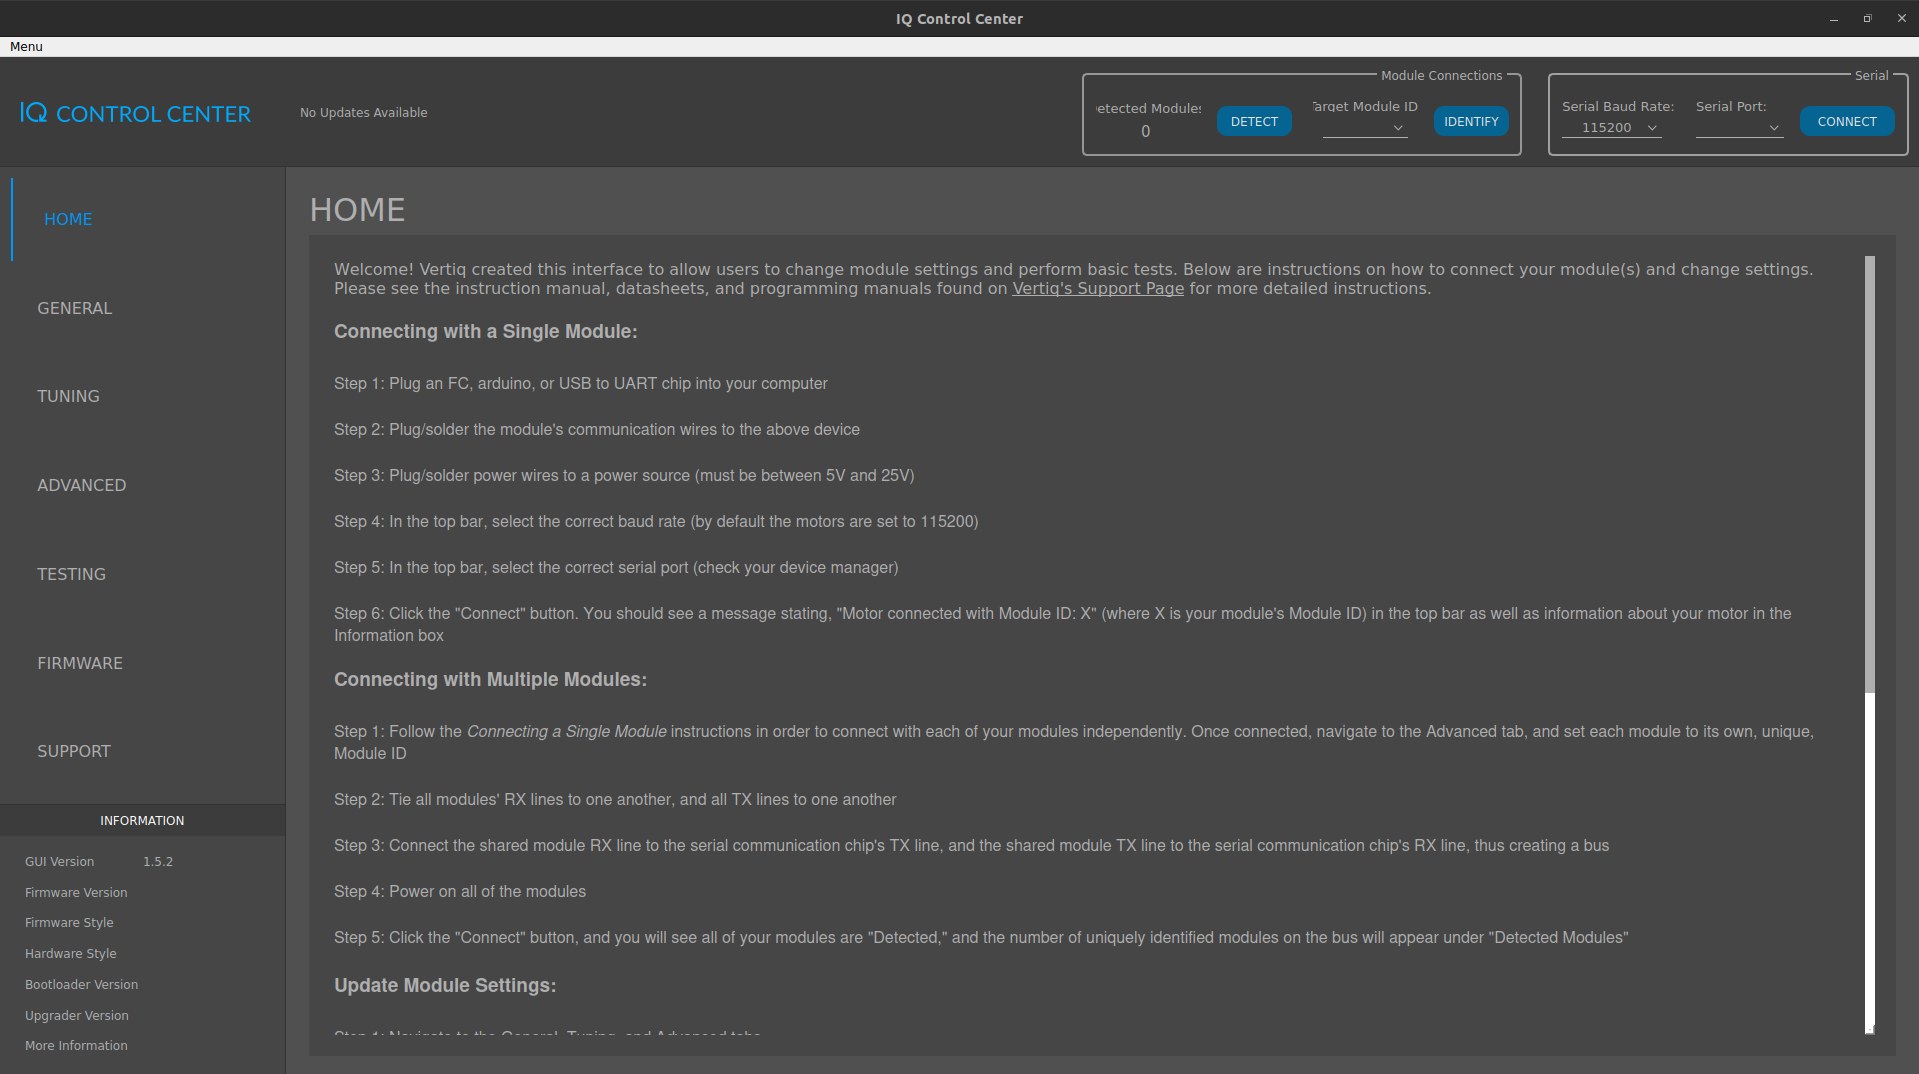 IQ Control Center
Menu
IQ CONTROL CENTER
No Updates Available
Module Connections
etected Modules
0
DETECT
Target Module ID
IDENTIFY
Serial
Serial Baud Rate:
115200
Serial Port:
CONNECT
HOME
GENERAL
TUNING
ADVANCED
TESTING
FIRMWARE
SUPPORT
INFORMATION
GUI Version 1.5.2
Firmware Version
Firmware Style
Hardware Style
Bootloader Version
Upgrader Version
More Information
HOME
Welcome! Vertiq created this interface to allow users to change module settings and perform basic tests. Below are instructions on how to connect your module(s) and change settings.
Please see the instruction manual, datasheets, and programming manuals found on Vertiq's Support Page for more detailed instructions.
Connecting with a Single Module:
Step 1: Plug an FC, arduino, or USB to UART chip into your computer
Step 2: Plug/solder the module's communication wires to the above device
Step 3: Plug/solder power wires to a power source (must be between 5V and 25V)
Step 4: In the top bar, select the correct baud rate (by default the motors are set to 115200)
Step 5: In the top bar, select the correct serial port (check your device manager)
Step 6: Click the "Connect" button. You should see a message stating, "Motor connected with Module ID: X" (where X is your module's Module ID) in the top bar as well as information about your motor in the
Information box
Connecting with Multiple Modules:
Step 1: Follow the Connecting a Single Module instructions in order to connect with each of your modules independently. Once connected, navigate to the Advanced tab, and set each module to its own, unique,
Module ID
Step 2: Tie all modules' RX lines to one another, and all TX lines to one another
Step 3: Connect the shared module RX line to the serial communication chip's TX line, and the shared module TX line to the serial communication chip's RX line, thus creating a bus
Step 4: Power on all of the modules
Step 5: Click the "Connect" button, and you will see all of your modules are "Detected," and the number of uniquely identified modules on the bus will appear under "Detected Modules"
Update Module Settings:
Step 1: Navigate to the General, Tuning, and Advanced tabs